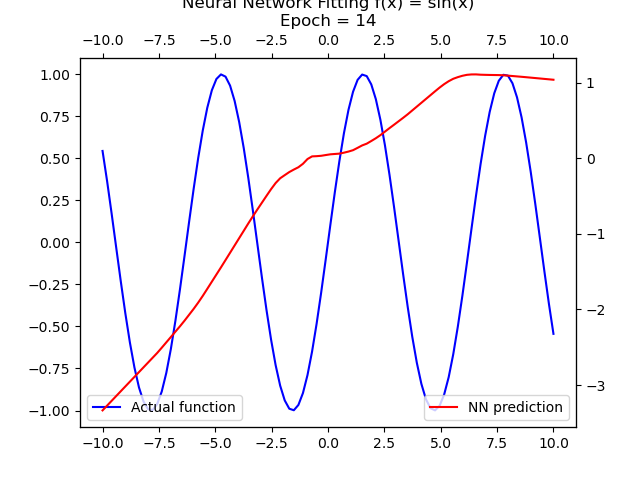 Neural Network Fitting f(x) = sin(x)
Epoch = 14
−10.0 −7.5 −5.0 −2.5 0.0 2.5 5.0 7.5 10.0
1.00
0.75
0.50
0.25
0.00
−0.25
−0.50
−0.75
−1.00
1
0
−1
−2
−3
Actual function
NN prediction
−10.0 −7.5 −5.0 −2.5 0.0 2.5 5.0 7.5 10.0